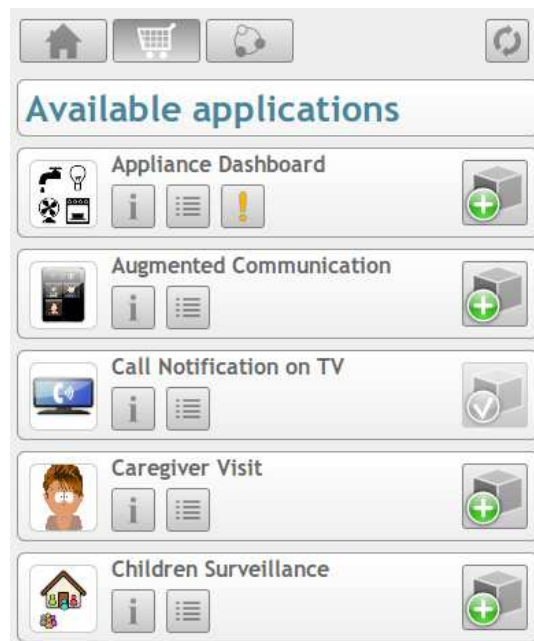 Available applications
Appliance Dashboard
Augmented Communication
Call Notification on TV
Caregiver Visit
Children Surveillance